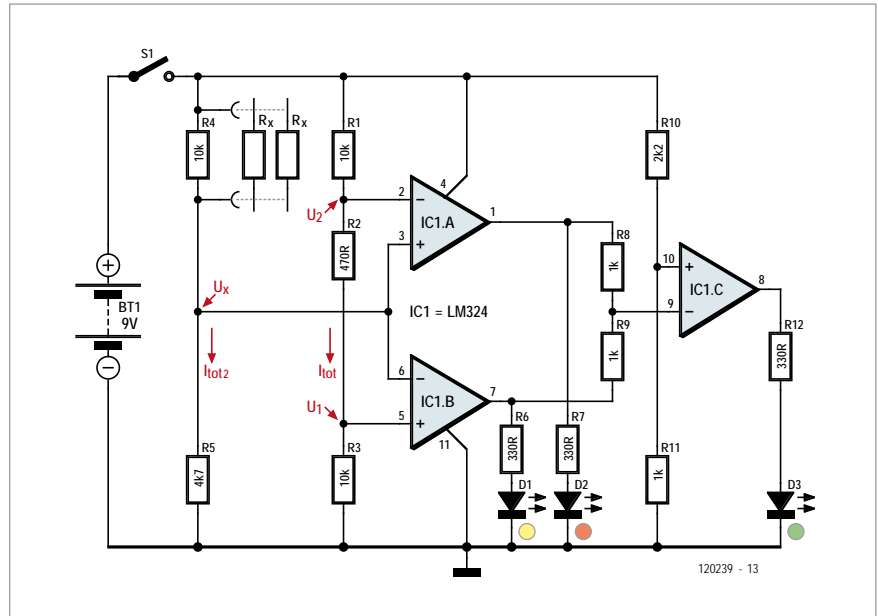 S1
R4
10k
Rx
Rx
R1
10k
R10
2k2
U2
2
4
1
IC1.A
3
R2
470R
R8
1k
10
8
IC1.C
9
Ux
BT1
9V
IC1 = LM324
R9
1k
R12
330R
Itot2
Itot
6
7
IC1.B
U1
5
11
R6
330R
R7
330R
R5
4k7
R3
10k
R11
1k
D1
D2
D3
120239 - 13